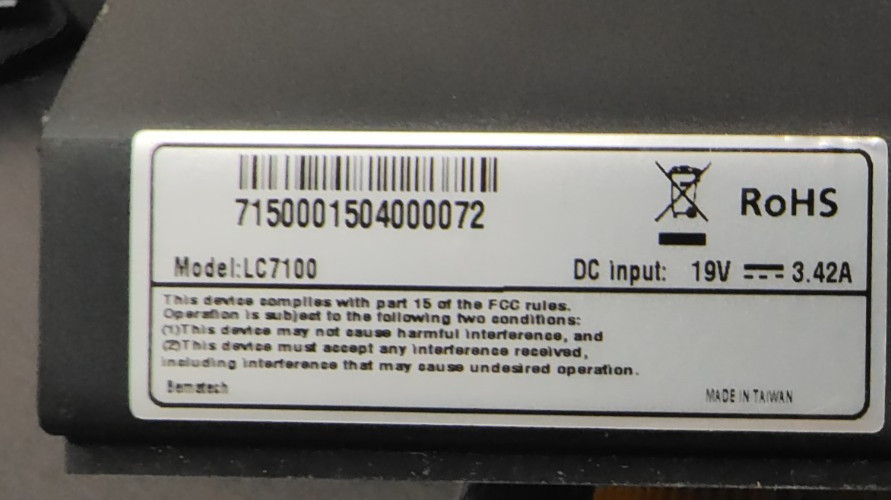 7150001504000072
RoHS
Model:LC7100
DC input: 19V 3.42A
This device complies with part 15 of the FCC rules.
Operation is subject to the following two conditions:
(1)This device may not cause harmful interference, and
(2)This device must accept any interference received,
including interference that may cause undesired operation.
Bematech
MADE IN TAIWAN